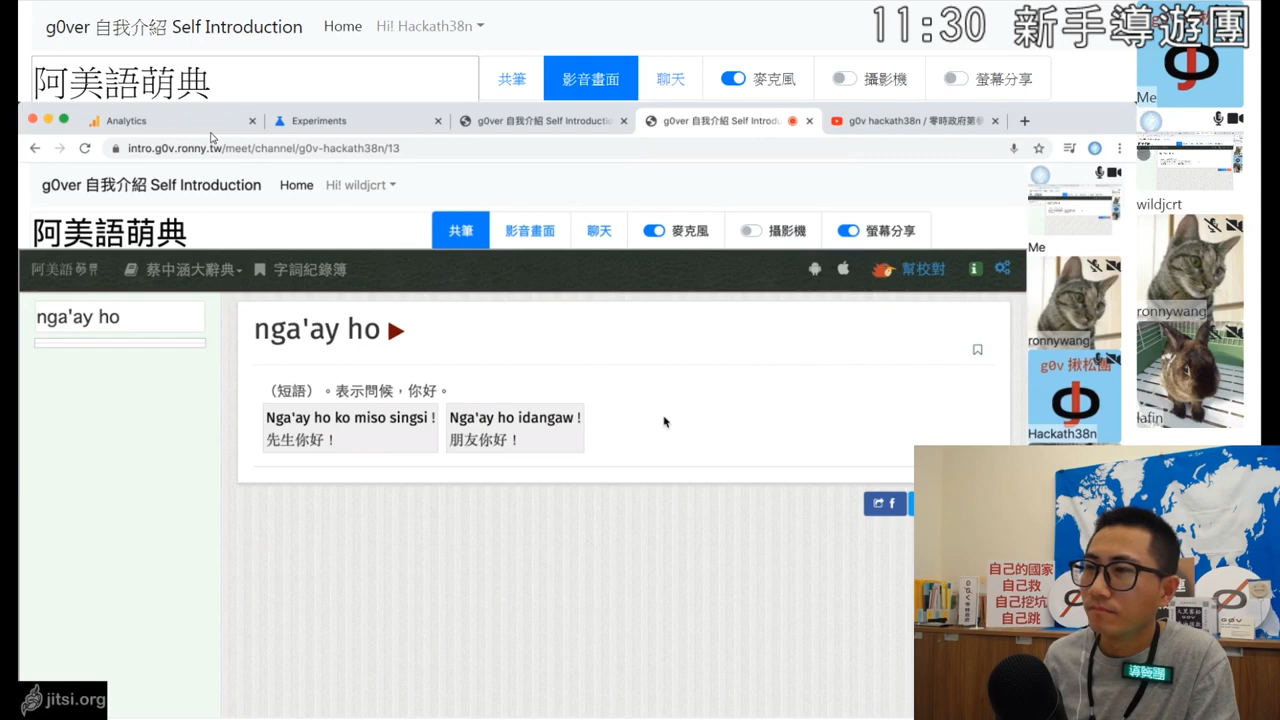 g0ver 自我介紹 Self Introduction Home Hi! Hackath38n
11:30 新手導遊團
阿美語萌典
共筆 影音畫面 聊天 麥克風 攝影機 螢幕分享
Me
Analytics Experiments g0ver 自我介紹 Self Introductio g0ver 自我介紹 Self Introdu g0v hackath38n / 零時政府第
intro.g0v.ronny.tw/meet/channel/g0v-hackath38n/13
g0ver 自我介紹 Self Introduction Home Hi! wildjcrt
wildjcrt
阿美語萌典
共筆 影音畫面 聊天 麥克風 攝影機 螢幕分享
Me
阿美語萌典 蔡中涵大辭典 字詞紀錄簿 幫校對
nga'ay ho
nga'ay ho
ronnywang
ronnywang
g0v 揪松團
Hackath38n
lafin
（短語）。表示問候，你好。
Nga'ay ho ko miso singsi !
先生你好！
Nga'ay ho idangaw !
朋友你好！
自己的國家
自己救
自己挖坑
自己跳
導覽團
jitsi.org